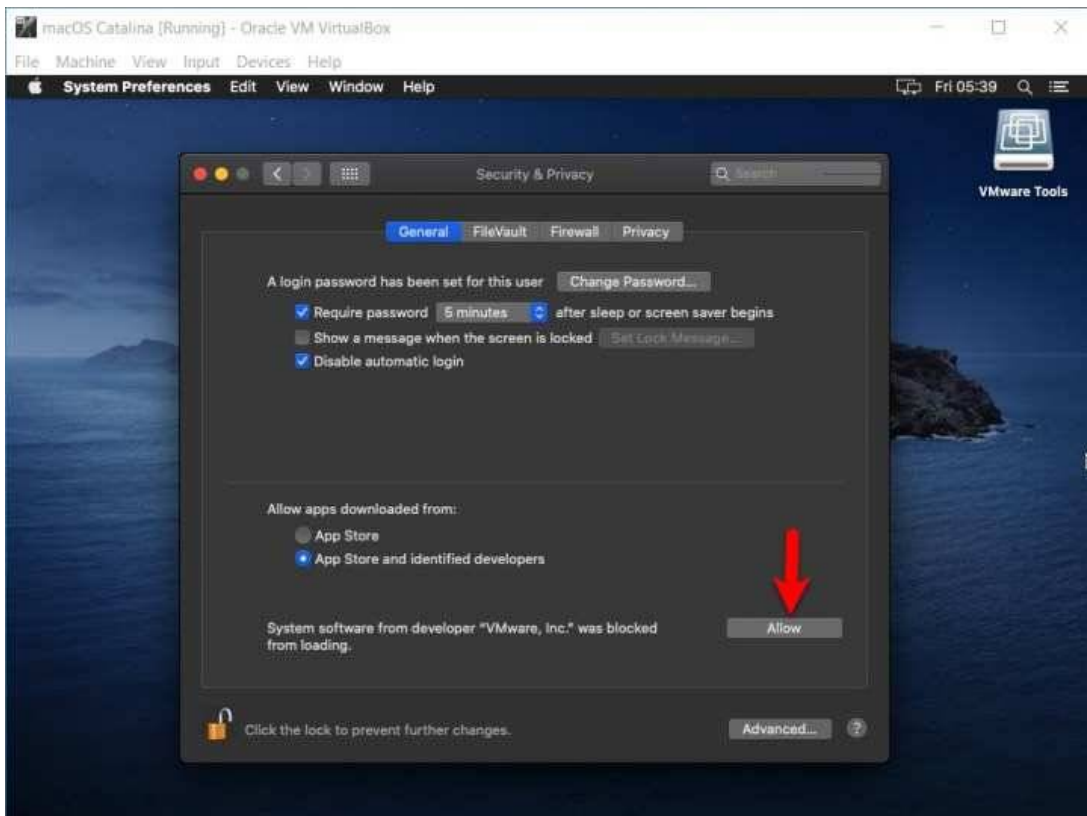 macOS Catalina [Running] - Oracle VM VirtualBox
File Machine View Input Devices Help
System Preferences Edit View Window Help Fri 05:39
VMware Tools
Security & Privacy Search
General FileVault Firewall Privacy
A login password has been set for this user Change Password...
Require password 5 minutes after sleep or screen saver begins
Show a message when the screen is locked Set Lock Message...
Disable automatic login
Allow apps downloaded from:
App Store
App Store and identified developers
System software from developer "VMware, Inc." was blocked
from loading.
Allow
Click the lock to prevent further changes.
Advanced... ?